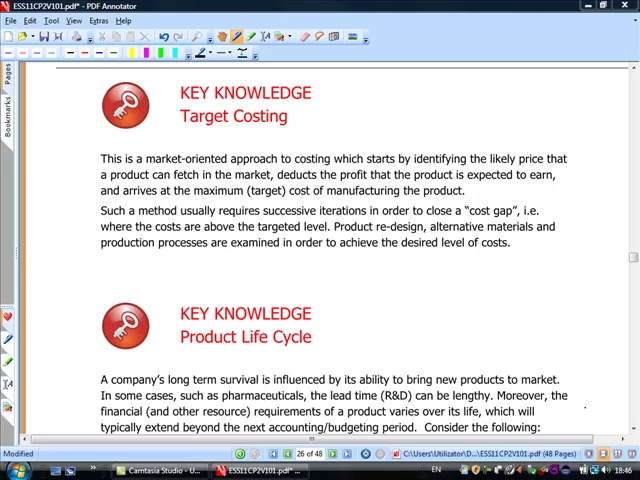 ESS11CP2V101.pdf* - PDF Annotator
File Edit Tool View Extras Help
Pages
Bookmarks
KEY KNOWLEDGE
Target Costing
This is a market-oriented approach to costing which starts by identifying the likely price that
a product can fetch in the market, deducts the profit that the product is expected to earn,
and arrives at the maximum (target) cost of manufacturing the product.
Such a method usually requires successive iterations in order to close a “cost gap”, i.e.
where the costs are above the targeted level. Product re-design, alternative materials and
production processes are examined in order to achieve the desired level of costs.
KEY KNOWLEDGE
Product Life Cycle
A company’s long term survival is influenced by its ability to bring new products to market.
In some cases, such as pharmaceuticals, the lead time (R&D) can be lengthy. Moreover, the
financial (and other resource) requirements of a product varies over its life, which will
typically extend beyond the next accounting/budgeting period. Consider the following:
Modified 26 of 48 C:\Users\Utilizator\D...\ESS11CP2V101.pdf (48 Pages)
Camtasia Studio - U... ESS11CP2V101.pdf*... EN 18:46